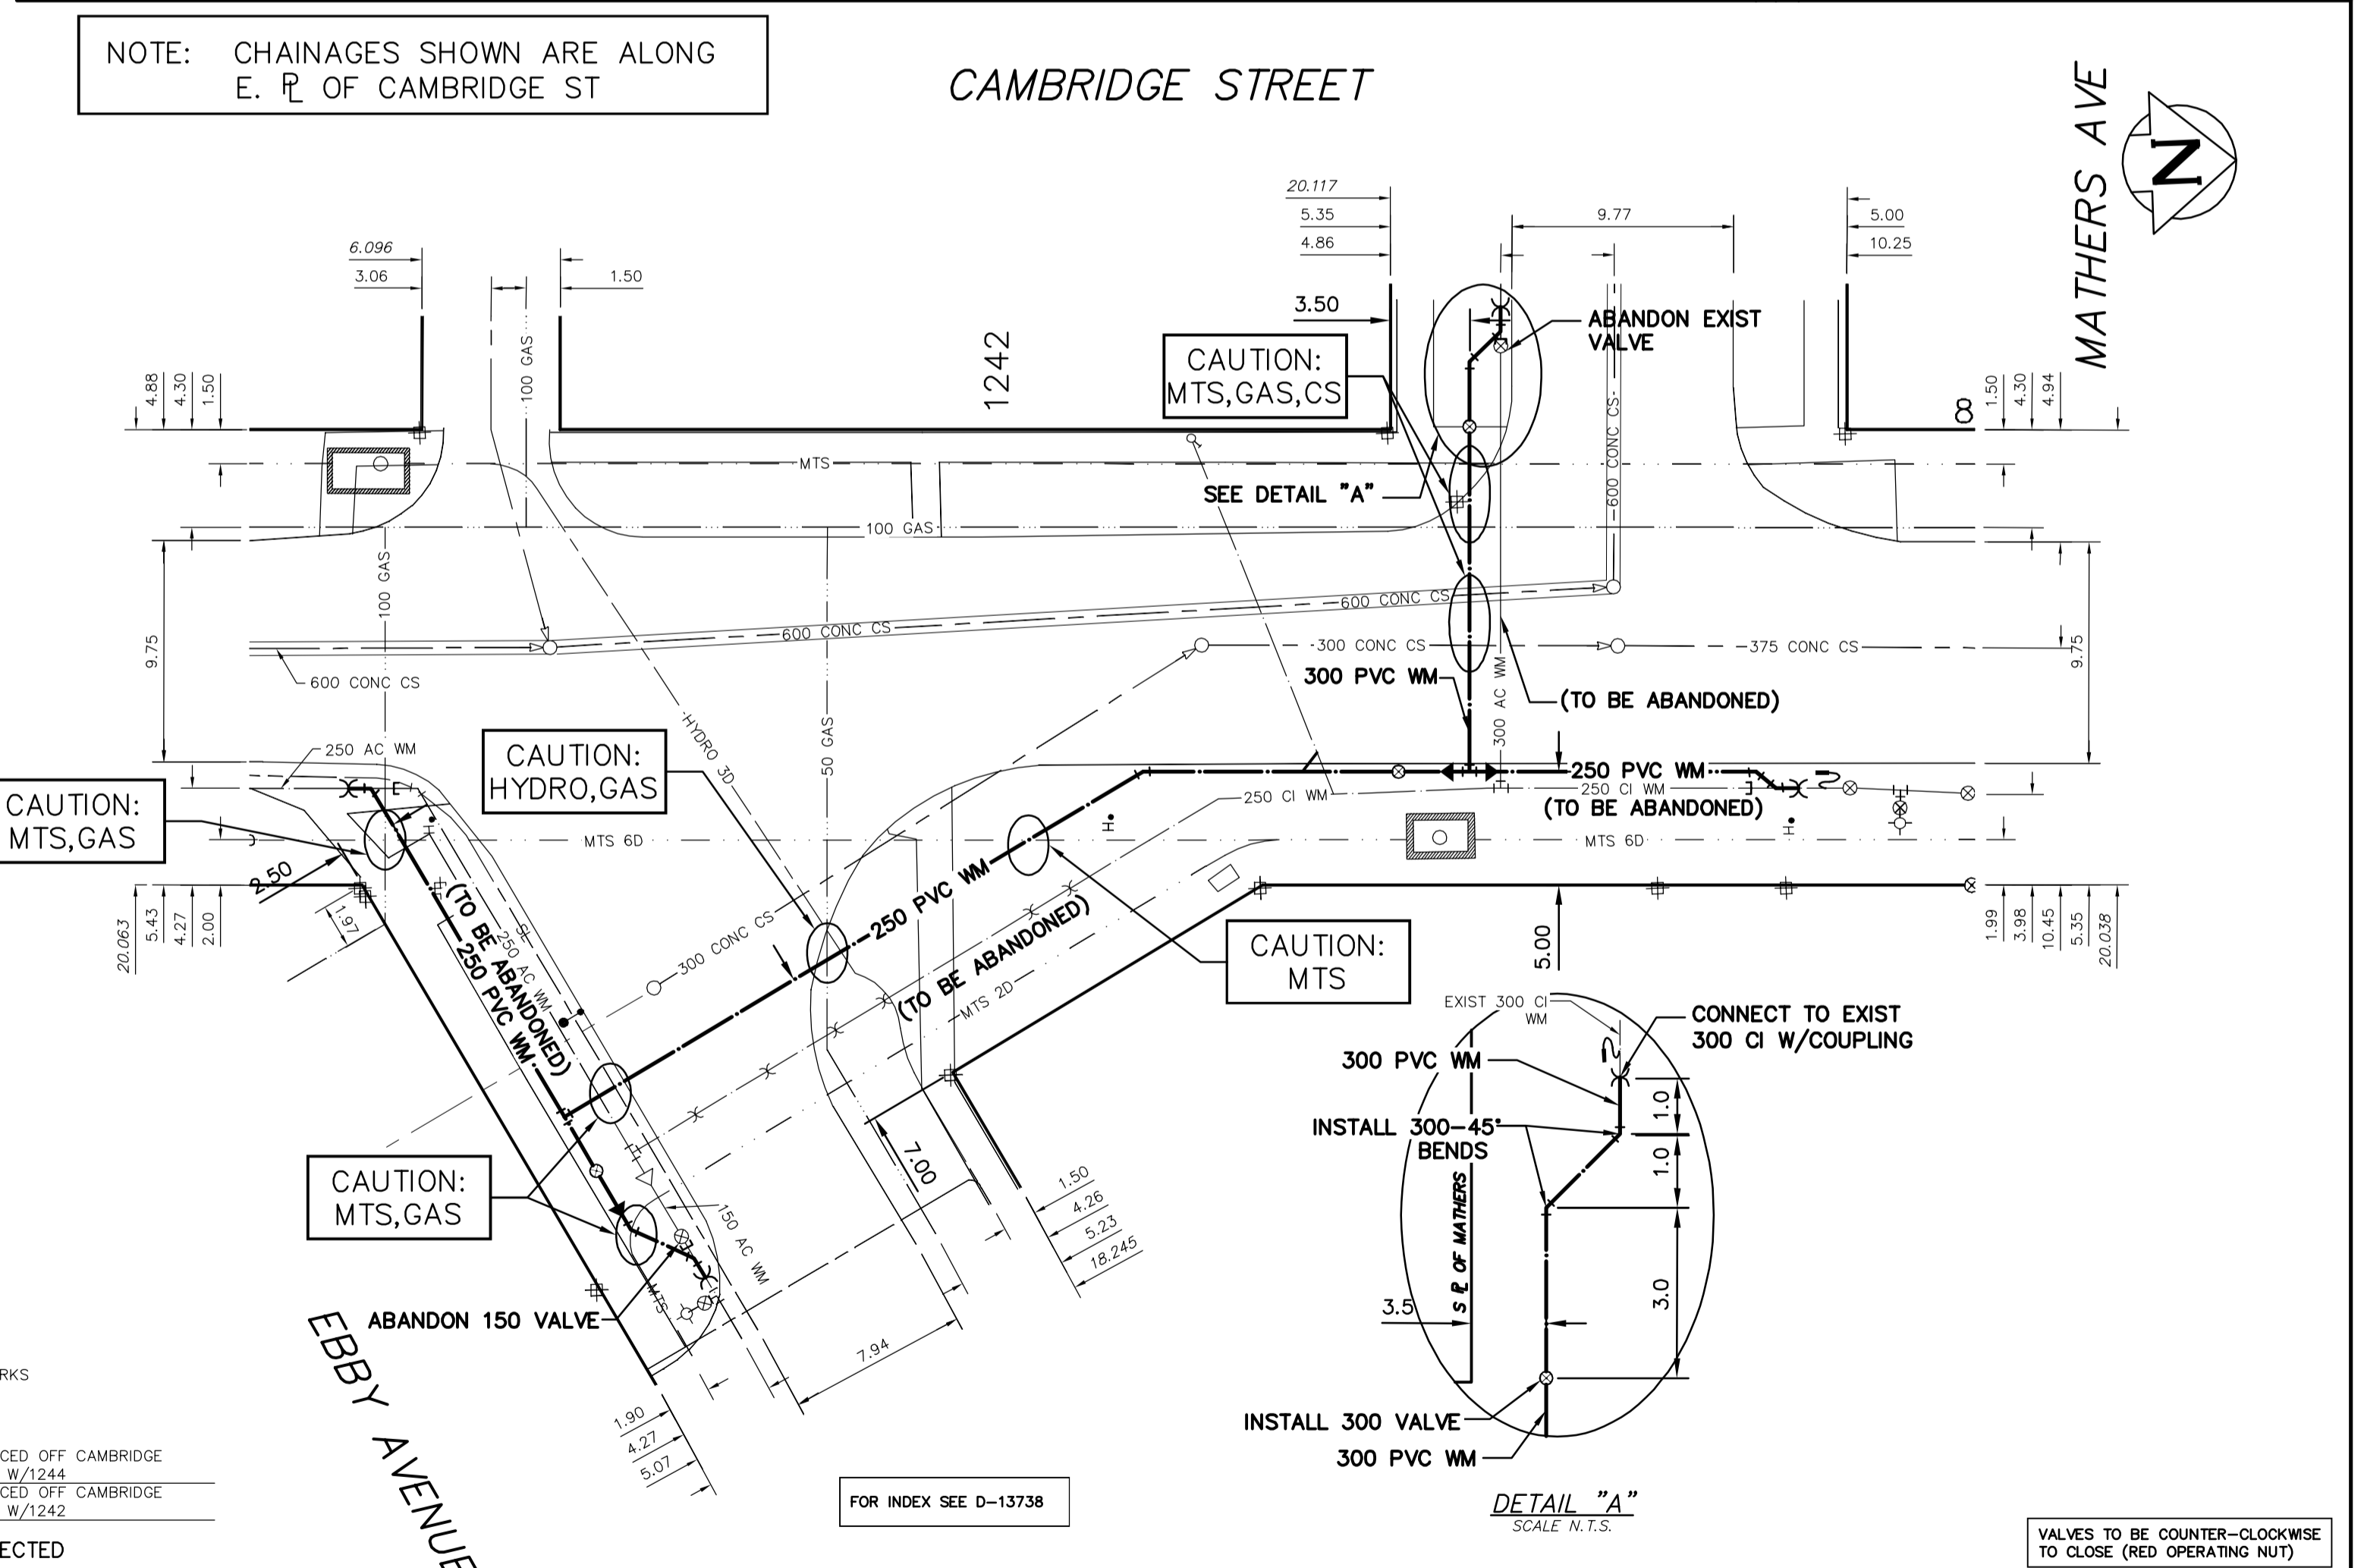 NOTE: CHAINAGES SHOWN ARE ALONG
E. ℙL OF CAMBRIDGE ST
CAMBRIDGE STREET
MATHERS AVE
N
6.096
3.06
1.50
100 GAS
1242
20.117
5.35
4.86
9.77
5.00
10.25
3.50
ABANDON EXIST
VALVE
CAUTION:
MTS,GAS,CS
4.88
4.30
1.50
1.50
4.30
4.94
8
MTS
SEE DETAIL "A"
600 CONC CS
100 GAS
100 GAS
9.75
600 CONC CS
600 CONC CS
600 CONC CS
300 CONC CS
375 CONC CS
9.75
300 PVC WM
300 AC WM
(TO BE ABANDONED)
250 AC WM
HYDRO 3D
50 GAS
CAUTION:
HYDRO,GAS
250 PVC WM
250 CI WM
250 CI WM
(TO BE ABANDONED)
CAUTION:
MTS,GAS
MTS 6D
MTS 6D
H
H
H
2.50
1.97
20.063
5.43
4.27
2.00
(TO BE ABANDONED)
SL
250 AC WM
250 PVC WM
300 CONC CS
250 PVC WM
(TO BE ABANDONED)
MTS 2D
CAUTION:
MTS
5.00
1.99
3.98
10.45
5.35
20.038
EXIST 300 CI
WM
CONNECT TO EXIST
300 CI W/COUPLING
300 PVC WM
INSTALL 300-45°
BENDS
1.0
1.0
3.0
S ℙL OF MATHERS
3.5
INSTALL 300 VALVE
300 PVC WM
DETAIL "A"
SCALE N.T.S.
CAUTION:
MTS,GAS
7.00
1.50
4.26
5.23
18.245
150 AC WM
MTS
ABANDON 150 VALVE
7.94
1.90
4.27
5.07
EBBY AVENUE
RKS
CED OFF CAMBRIDGE
W/1244
CED OFF CAMBRIDGE
W/1242
ECTED
FOR INDEX SEE D-13738
VALVES TO BE COUNTER-CLOCKWISE
TO CLOSE (RED OPERATING NUT)